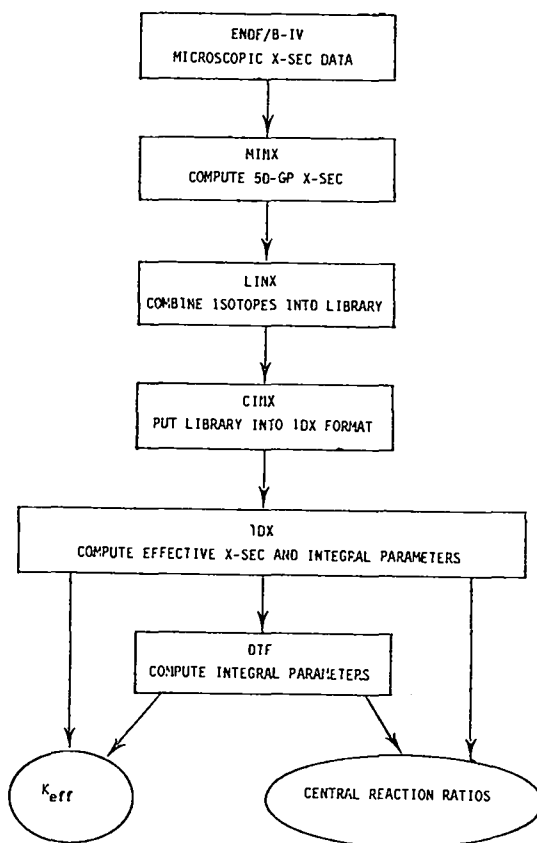 ENDF/B-IV
MICROSCOPIC X-SEC DATA
MINX
COMPUTE 50-GP X-SEC
LINX
COMBINE ISOTOPES INTO LIBRARY
CINX
PUT LIBRARY INTO 1DX FORMAT
1DX
COMPUTE EFFECTIVE X-SEC AND INTEGRAL PARAMETERS
DTF
COMPUTE INTEGRAL PARAMETERS
Keff
CENTRAL REACTION RATIOS